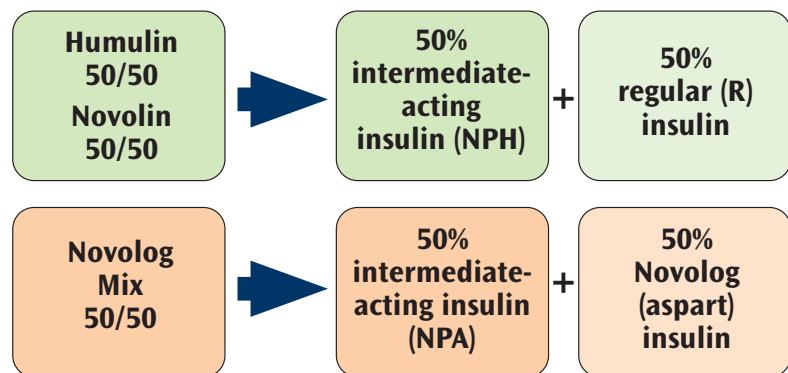 Humulin
50/50
Novolin
50/50
50%
intermediate-
acting
insulin (NPH)
+
50%
regular (R)
insulin
Novolog
Mix
50/50
50%
intermediate-
acting insulin
(NPA)
+
50%
Novolog
(aspart)
insulin